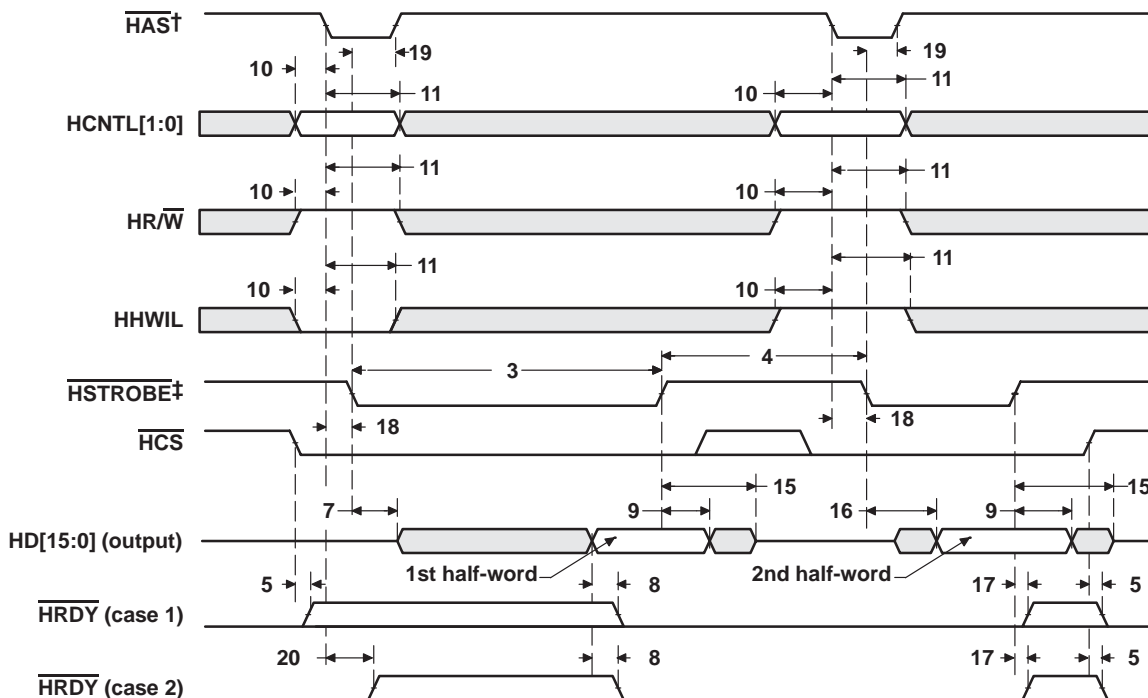 HAS†
19
19
10
11
10
11
HCNTL[1:0]
11
11
10
10
HR/W
11
11
10
10
HHWIL
4
3
HSTROBE‡
18
18
HCS
15
15
7
9
16
9
HD[15:0] (output)
1st half-word
2nd half-word
5
8
17
5
HRDY (case 1)
20
8
17
5
HRDY (case 2)